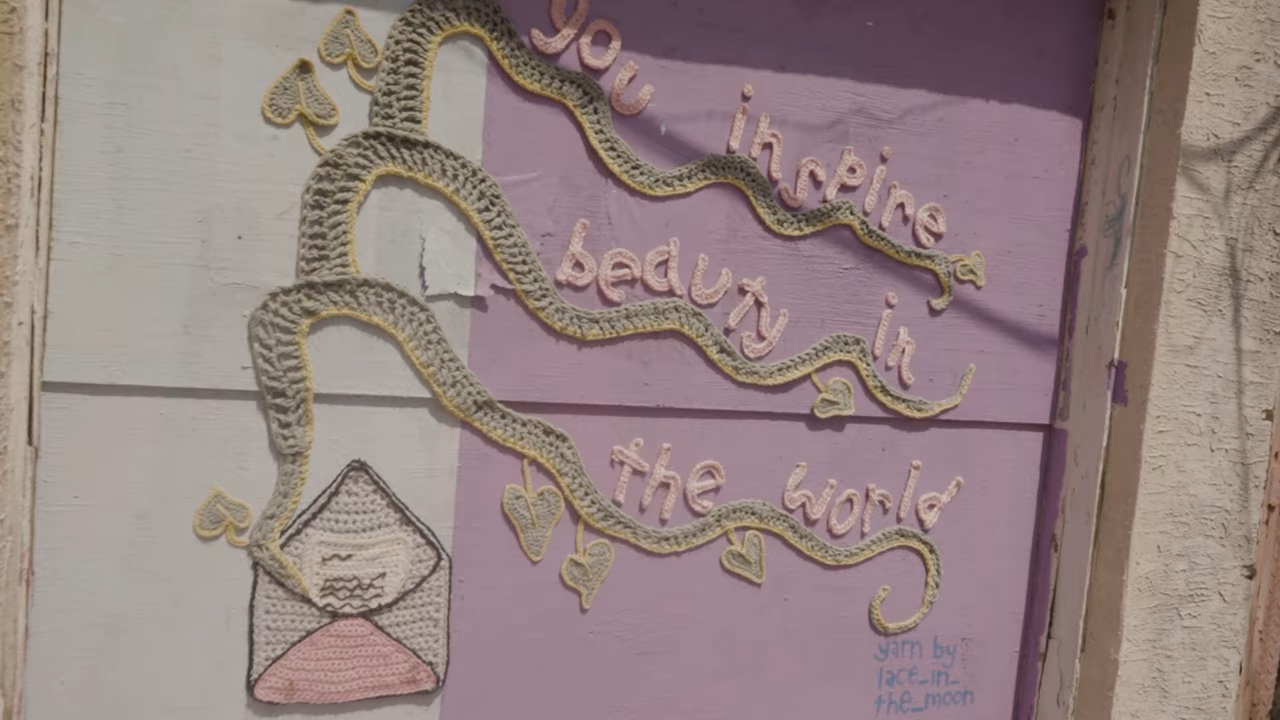 you inspire
beauty in
the world
yarn by
lace_in_
the_moon